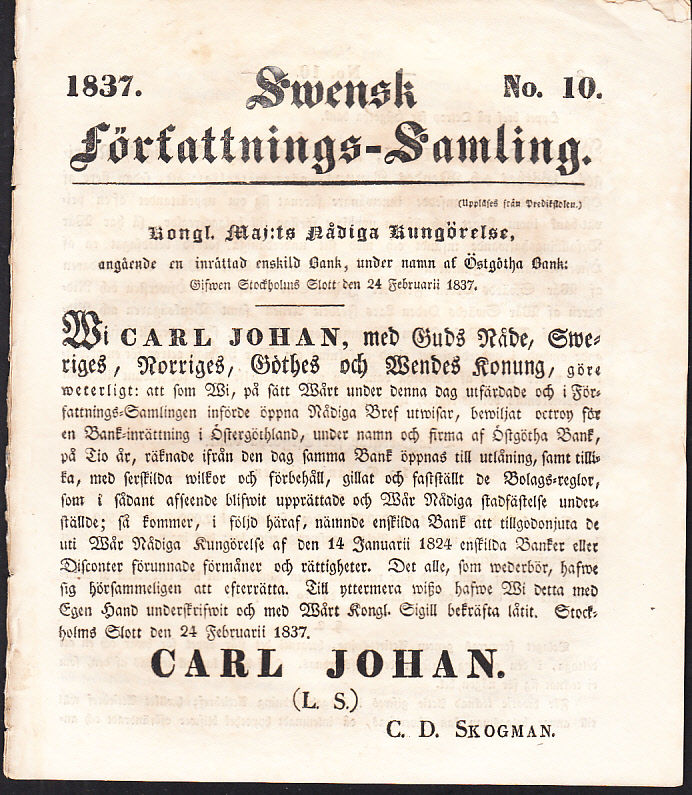 1837. Swensk No. 10.
Författnings-Samling.
(Uppläses från Predikstolen.)
Kongl. Maj:ts Nådiga Kungörelse,
angående en inrättad enskild Bank, under namn af Östgötha Bank:
Gifwen Stockholms Slott den 24 Februarii 1837.
Wi CARL JOHAN, med Guds Nåde, Swe-
riges, Norriges, Göthes och Wendes Konung, göre
weterligt: att som Wi, på sätt Wårt under denna dag utfärdade och i För-
fattnings-Samlingen införde öppna Nådiga Bref utwisar, bewiljat octroy för
en Bank-inrättning i Östergöthland, under namn och firma af Östgötha Bank,
på Tio år, räknade ifrån den dag samma Bank öppnas till utlåning, samt tilli-
ka, med serskilda wilkor och förbehåll, gillat och fastställt de Bolags-reglor,
som i sådant afseende blifwit upprättade och Wår Nådiga stadfästelse under-
ställde; så kommer, i följd häraf, nämnde enskilda Bank att tillgodonjuta de
uti Wår Nådiga Kungörelse af den 14 Januarii 1824 enskilda Banker eller
Disconter förunnade förmåner och rättigheter. Det alle, som wederbör, hafwe
sig hörsammeligen att efterrätta. Till yttermera wißo hafwe Wi detta med
Egen Hand underskrifwit och med Wårt Kongl. Sigill bekräfta låtit. Stock-
holms Slott den 24 Februarii 1837.
CARL JOHAN.
(L. S.)
C. D. SKOGMAN.